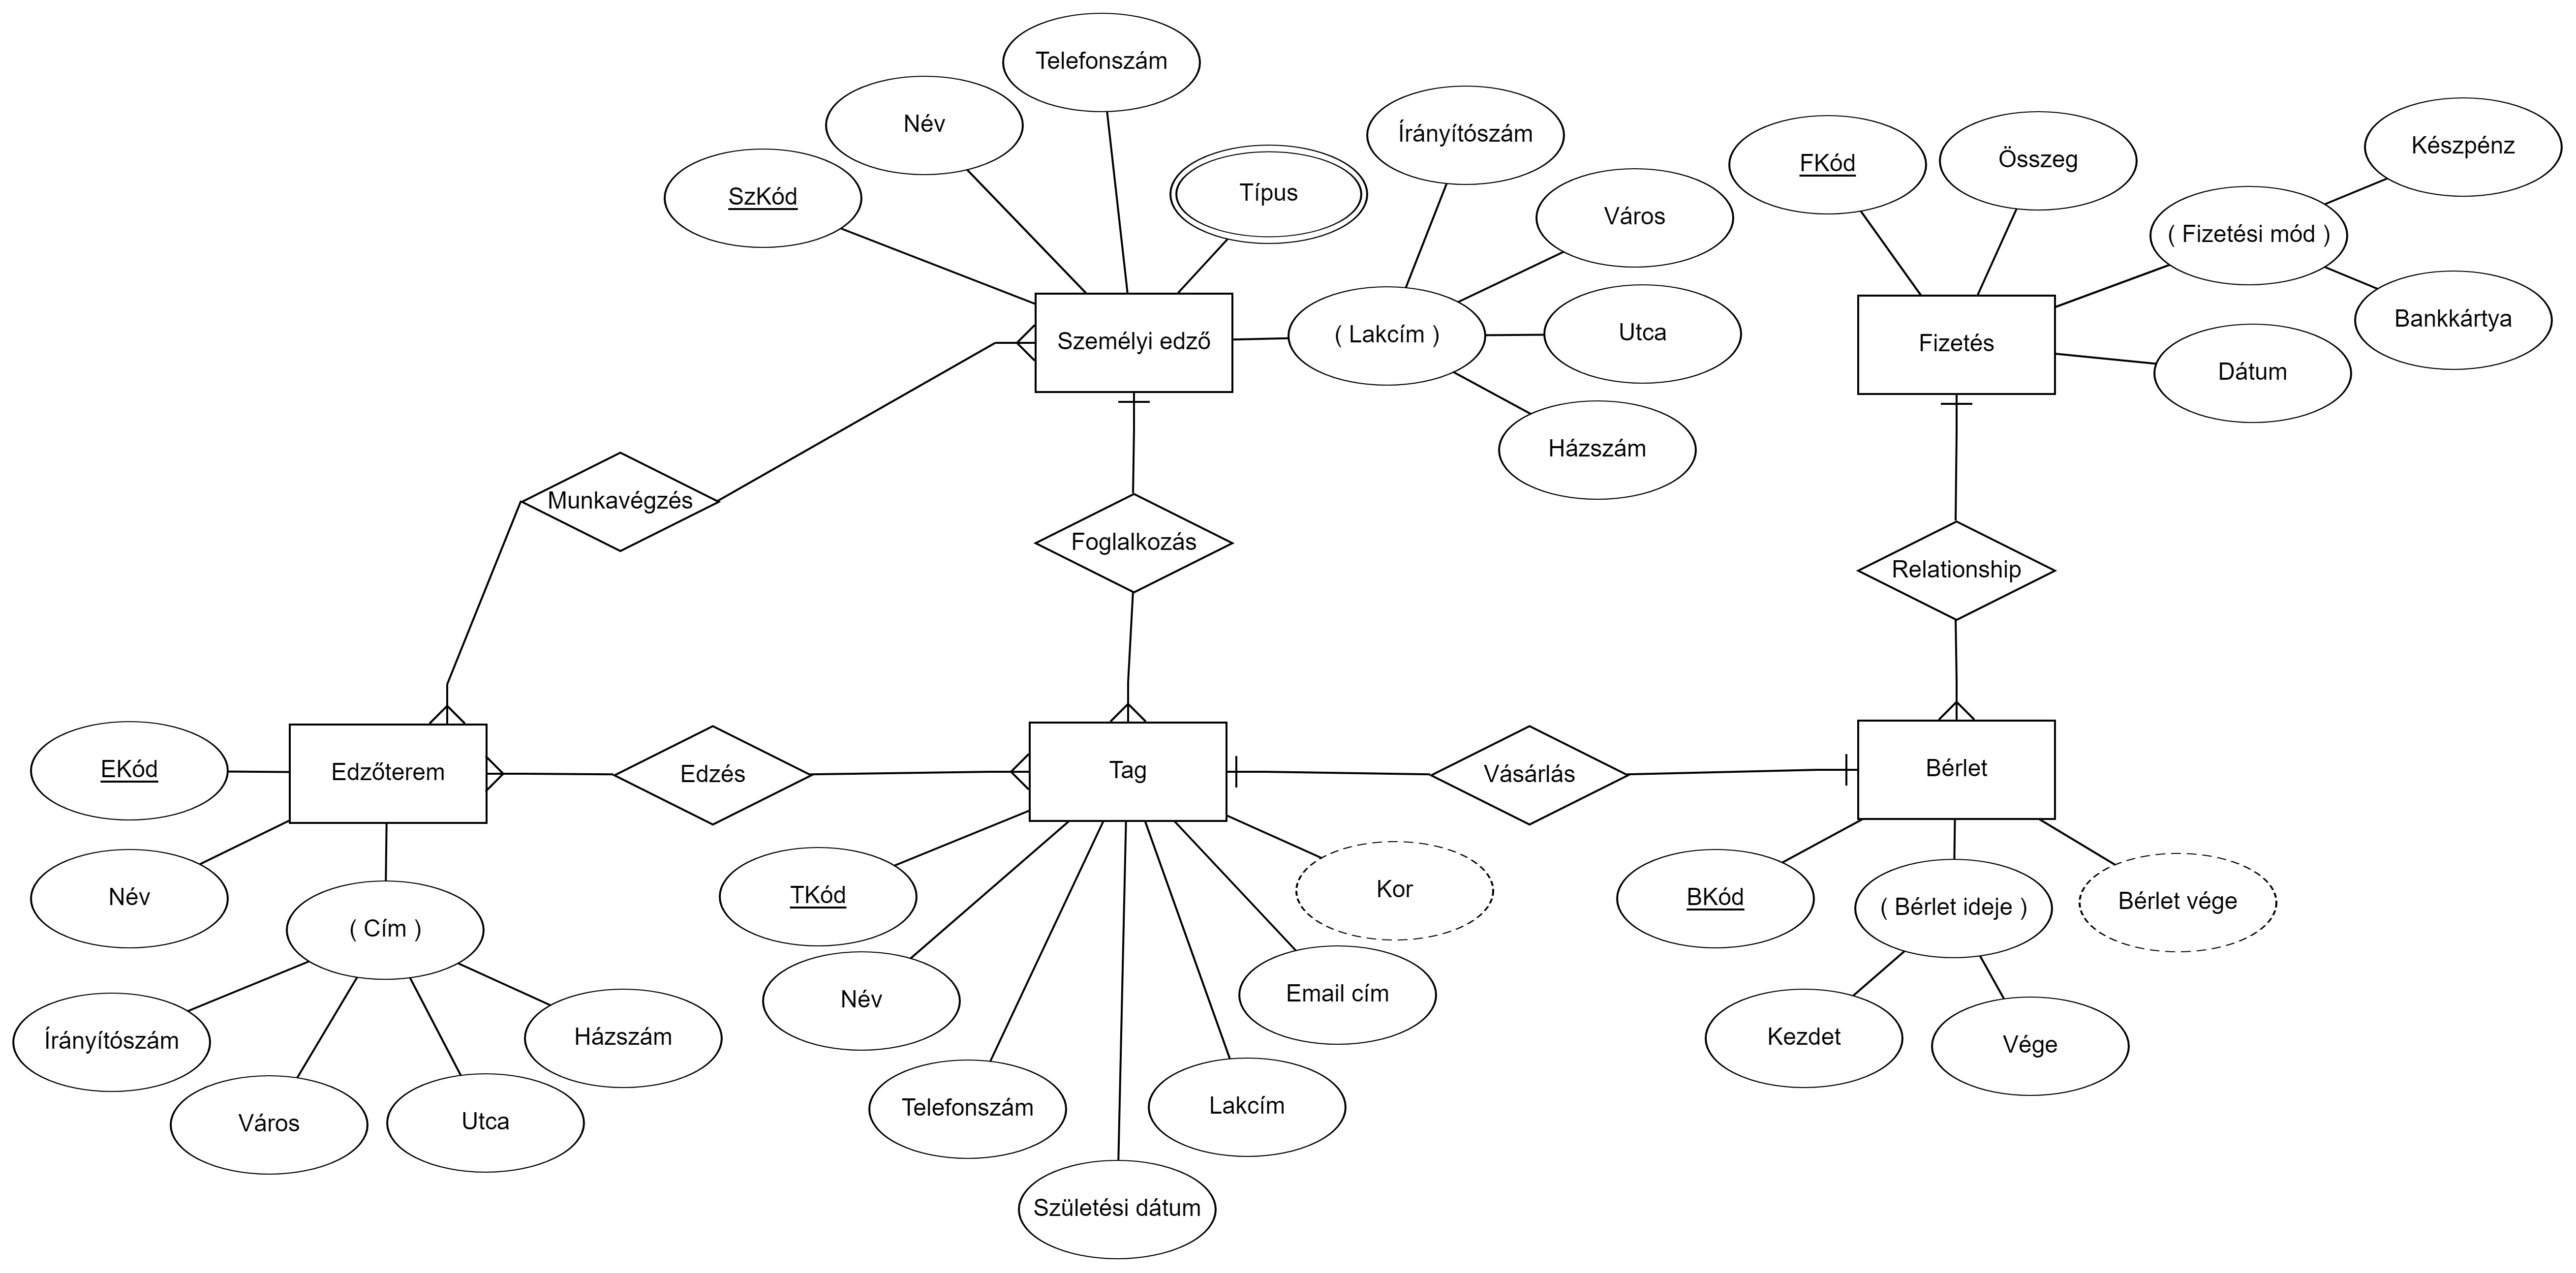 Telefonszám
Név
Írányítószám
Készpénz
SzKód
Típus
FKód
Összeg
Város
( Fizetési mód )
Személyi edző
( Lakcím )
Utca
Fizetés
Bankkártya
Dátum
Házszám
Munkavégzés
Foglalkozás
Relationship
EKód
Edzőterem
Edzés
Tag
Vásárlás
Bérlet
Név
TKód
Kor
BKód
( Bérlet ideje )
Bérlet vége
( Cím )
Név
Email cím
Írányítószám
Házszám
Kezdet
Vége
Város
Utca
Telefonszám
Lakcím
Születési dátum